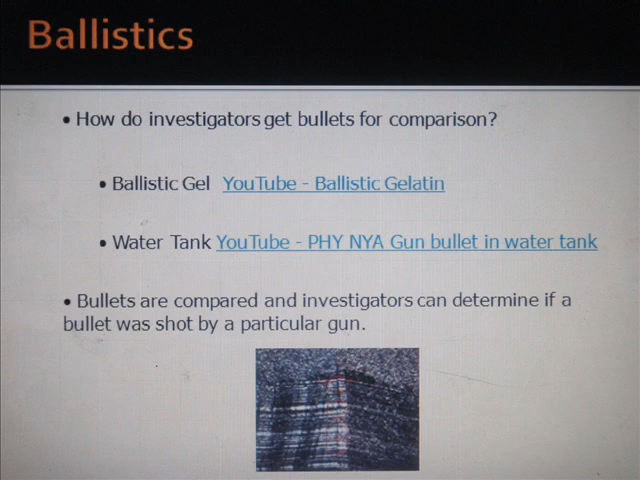 Ballistics
• How do investigators get bullets for comparison?
• Ballistic Gel YouTube - Ballistic Gelatin
• Water Tank YouTube - PHY NYA Gun bullet in water tank
• Bullets are compared and investigators can determine if a
bullet was shot by a particular gun.